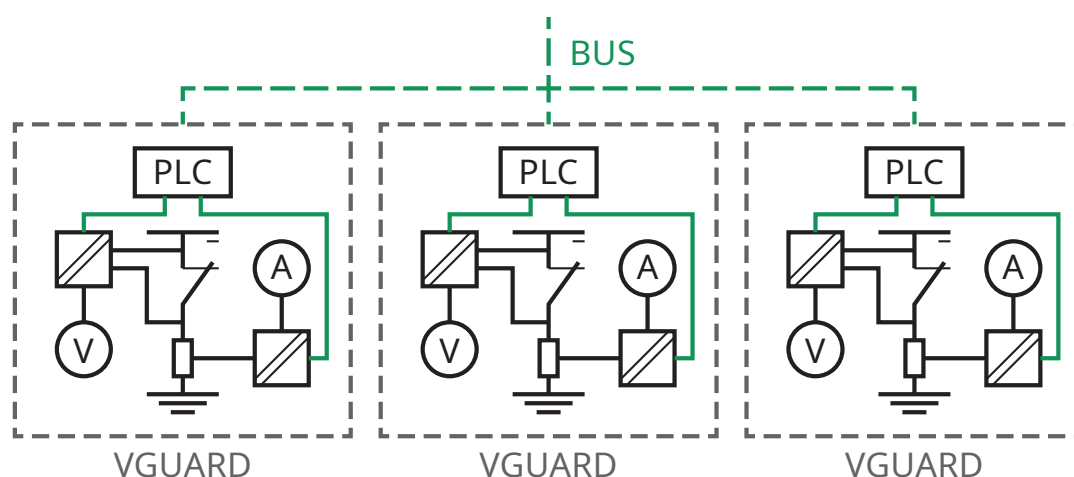 BUS
PLC PLC PLC
− − −
A A A
V V V
VGUARD VGUARD VGUARD